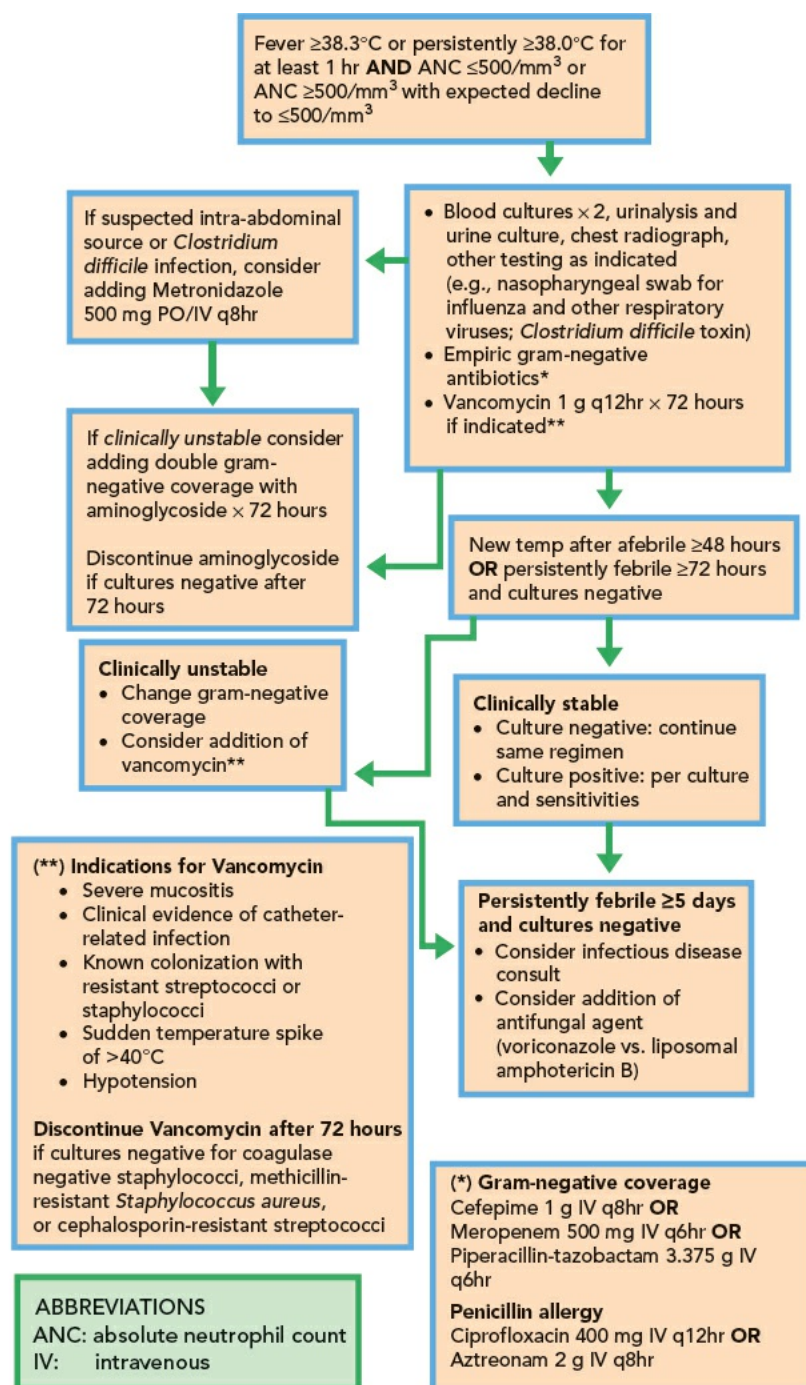 Fever ≥38.3°C or persistently ≥38.0°C for
at least 1 hr AND ANC ≤500/mm³ or
ANC ≥500/mm³ with expected decline
to ≤500/mm³
If suspected intra-abdominal
source or Clostridium
difficile infection, consider
adding Metronidazole
500 mg PO/IV q8hr
• Blood cultures × 2, urinalysis and
urine culture, chest radiograph,
other testing as indicated
(e.g., nasopharyngeal swab for
influenza and other respiratory
viruses; Clostridium difficile toxin)
• Empiric gram-negative
antibiotics*
• Vancomycin 1 g q12hr × 72 hours
if indicated**
If clinically unstable consider
adding double gram-
negative coverage with
aminoglycoside × 72 hours
Discontinue aminoglycoside
if cultures negative after
72 hours
New temp after afebrile ≥48 hours
OR persistently febrile ≥72 hours
and cultures negative
Clinically unstable
• Change gram-negative
coverage
• Consider addition of
vancomycin**
Clinically stable
• Culture negative: continue
same regimen
• Culture positive: per culture
and sensitivities
(**) Indications for Vancomycin
• Severe mucositis
• Clinical evidence of catheter-
related infection
• Known colonization with
resistant streptococci or
staphylococci
• Sudden temperature spike
of >40°C
• Hypotension
Discontinue Vancomycin after 72 hours
if cultures negative for coagulase
negative staphylococci, methicillin-
resistant Staphylococcus aureus,
or cephalosporin-resistant streptococci
Persistently febrile ≥5 days
and cultures negative
• Consider infectious disease
consult
• Consider addition of
antifungal agent
(voriconazole vs. liposomal
amphotericin B)
(*) Gram-negative coverage
Cefepime 1 g IV q8hr OR
Meropenem 500 mg IV q6hr OR
Piperacillin-tazobactam 3.375 g IV
q6hr
Penicillin allergy
Ciprofloxacin 400 mg IV q12hr OR
Aztreonam 2 g IV q8hr
ABBREVIATIONS
ANC: absolute neutrophil count
IV: intravenous